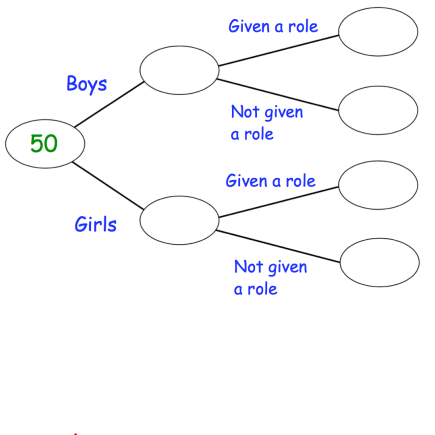 Given a role
Boys
Not given
a role
50
Given a role
Girls
Not given
a role